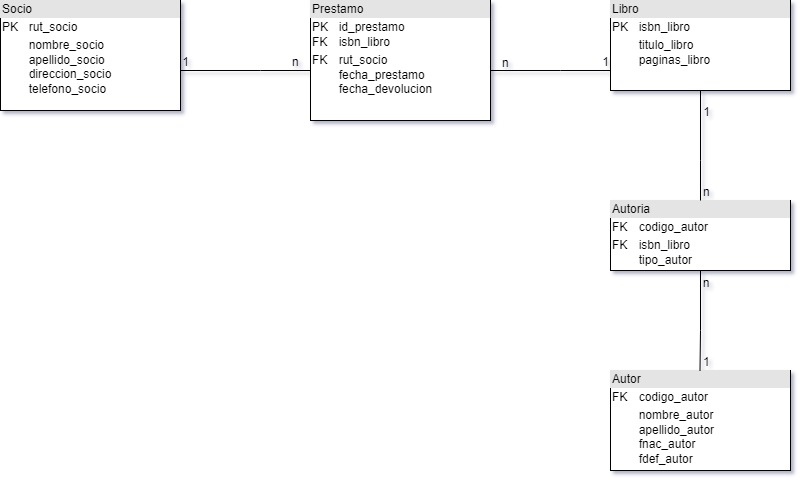 Socio
PK rut_socio
nombre_socio
apellido_socio
direccion_socio
telefono_socio
1
n
Prestamo
PK id_prestamo
FK isbn_libro
FK rut_socio
fecha_prestamo
fecha_devolucion
n
1
Libro
PK isbn_libro
titulo_libro
paginas_libro
1
n
Autoria
FK codigo_autor
FK isbn_libro
tipo_autor
n
1
Autor
FK codigo_autor
nombre_autor
apellido_autor
fnac_autor
fdef_autor